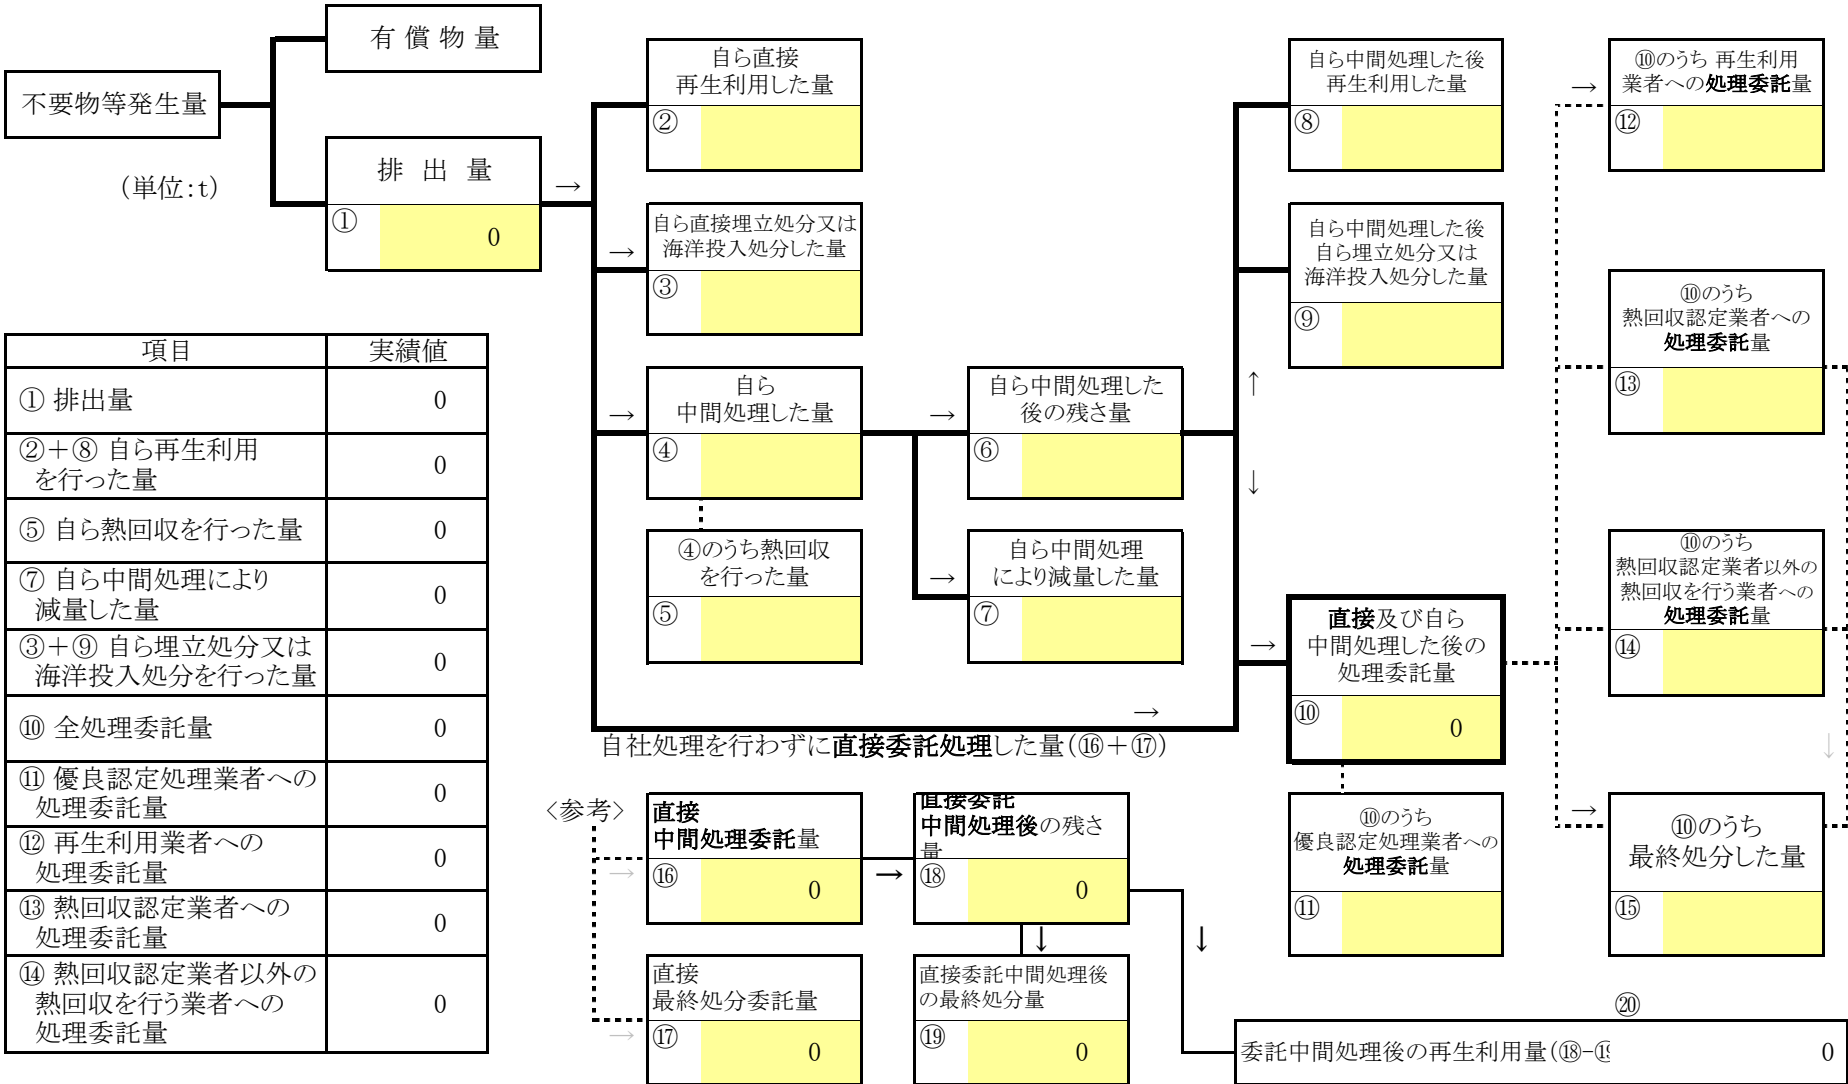 有 償 物 量
不要物等発生量
排 出 量
(単位:t)
①
0
→
自ら直接
再生利用した量
②
→
自ら直接埋立処分又は
海洋投入処分した量
③
→
自ら
中間処理した量
④
④のうち熱回収
を行った量
⑤
→
自ら中間処理した
後の残さ量
⑥
→
自ら中間処理
により減量した量
⑦
自ら中間処理した後
再生利用した量
⑧
自ら中間処理した後
自ら埋立処分又は
海洋投入処分した量
⑨
↑
↓
→
直接及び自ら
中間処理した後の
処理委託量
⑩
0
→
自社処理を行わずに直接委託処理した量(⑯+⑰)
⑩のうち
優良認定処理業者への
処理委託量
⑪
→
⑩のうち 再生利用
業者への処理委託量
⑫
⑩のうち
熱回収認定業者への
処理委託量
⑬
⑩のうち
熱回収認定業者以外の
熱回収を行う業者への
処理委託量
⑭
↓
→
⑩のうち
最終処分した量
⑮
項目 実績値
① 排出量 0
②+⑧ 自ら再生利用
を行った量 0
⑤ 自ら熱回収を行った量 0
⑦ 自ら中間処理により
減量した量 0
③+⑨ 自ら埋立処分又は
海洋投入処分を行った量 0
⑩ 全処理委託量 0
⑪ 優良認定処理業者への
処理委託量 0
⑫ 再生利用業者への
処理委託量 0
⑬ 熱回収認定業者への
処理委託量 0
⑭ 熱回収認定業者以外の
熱回収を行う業者への
処理委託量 0
<参考>
→
直接
中間処理委託量
⑯
0
→
直接委託
中間処理後の残さ
量
⑱
0
↓
↓
→
直接
最終処分委託量
⑰
0
直接委託中間処理後
の最終処分量
⑲
0
⑳
委託中間処理後の再生利用量(⑱-⑲
0